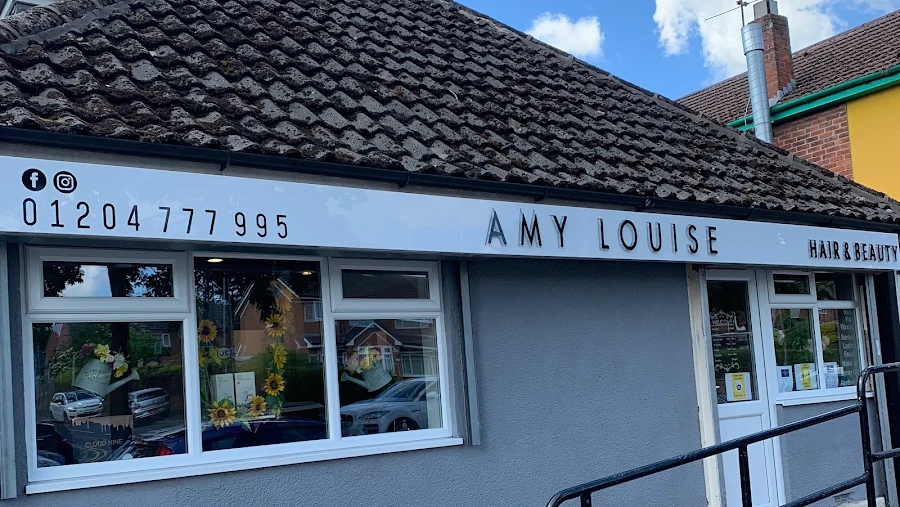 01204 777 995
AMY LOUISE
HAIR & BEAUTY
CLOUD NINE